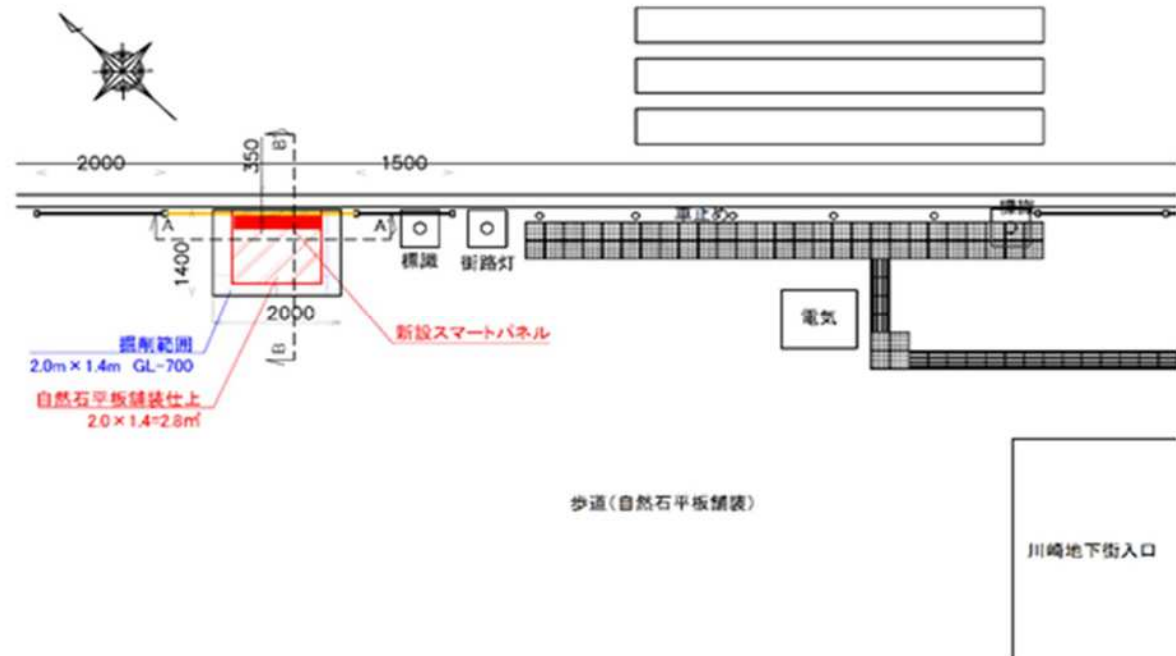 2000
350
B'
1500
A
A'
1400
標識
街路灯
車止め
標識
2000
新設スマートパネル
電気
掘削範囲
2.0m×1.4m GL-700
B
自然石平板舗装仕上
2.0×1.4=2.8㎡
歩道(自然石平板舗装)
川崎地下街入口